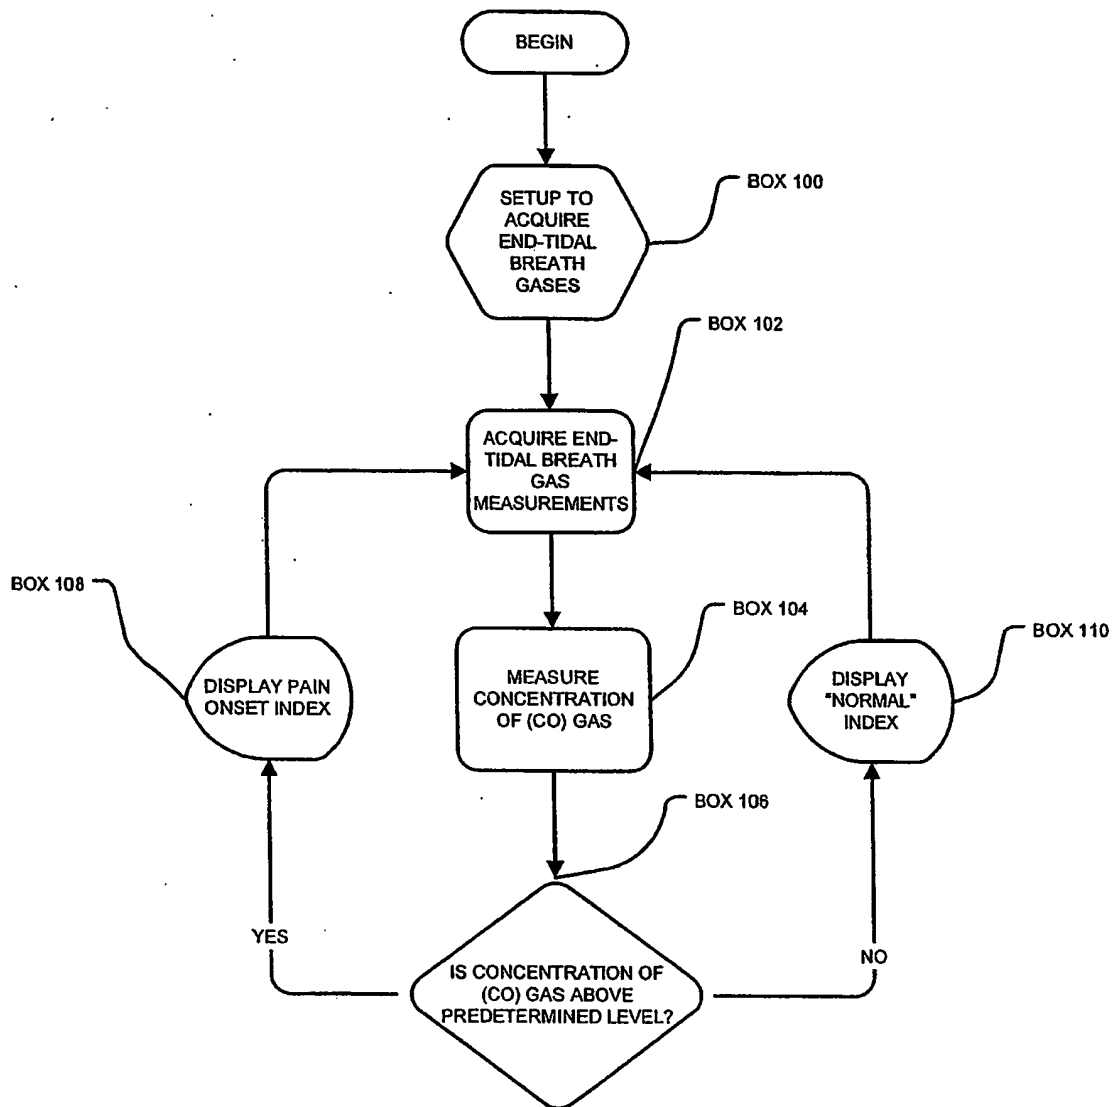 BEGIN
SETUP TO
ACQUIRE
END-TIDAL
BREATH
GASES
BOX 100
BOX 102
ACQUIRE END-
TIDAL BREATH
GAS
MEASUREMENTS
BOX 108
DISPLAY PAIN
ONSET INDEX
BOX 104
MEASURE
CONCENTRATION
OF (CO) GAS
BOX 110
DISPLAY
"NORMAL"
INDEX
BOX 106
YES
NO
IS CONCENTRATION OF
(CO) GAS ABOVE
PREDETERMINED LEVEL?